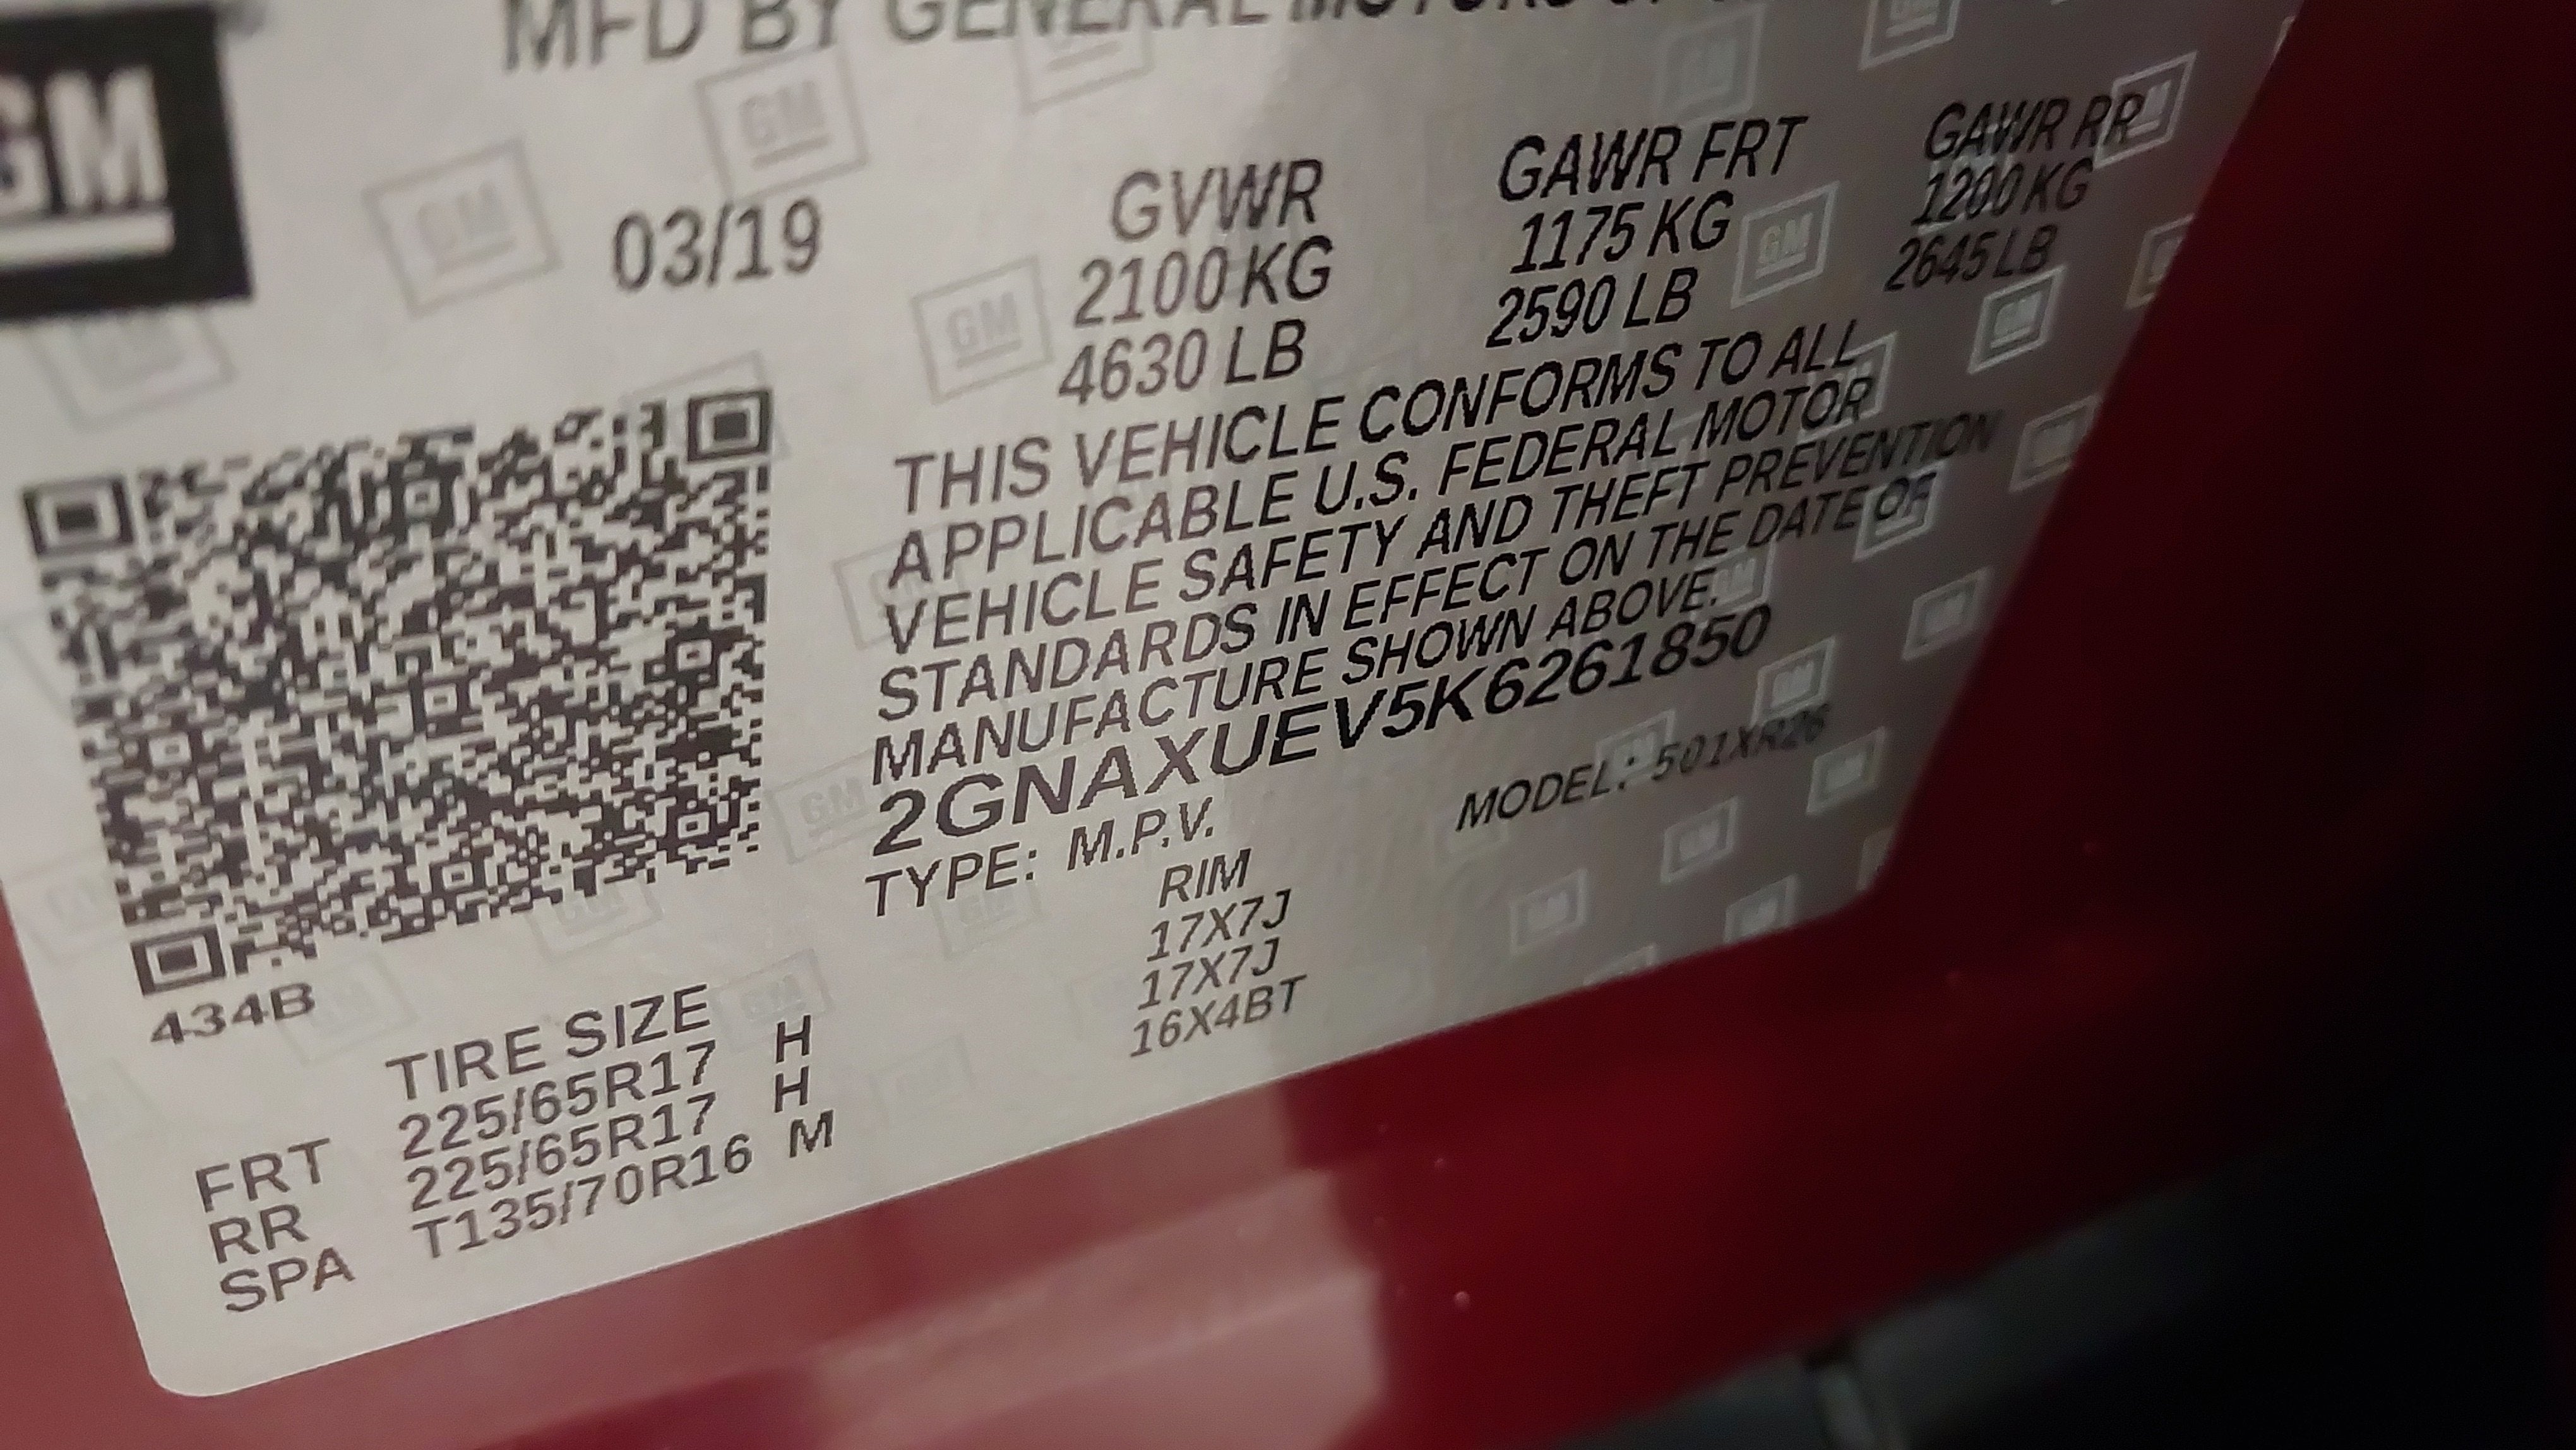 GM
MFD BY GENERAL MOTORS
03/19
GVWR GAWR FRT GAWR RR
2100 KG 1175 KG 1200 KG
4630 LB 2590 LB 2645 LB
THIS VEHICLE CONFORMS TO ALL
APPLICABLE U.S. FEDERAL MOTOR
VEHICLE SAFETY AND THEFT PREVENTION
STANDARDS IN EFFECT ON THE DATE OF
MANUFACTURE SHOWN ABOVE.
2GNAXUEV5K6261850
TYPE: M.P.V. MODEL: 501XR26
434B
TIRE SIZE RIM
FRT 225/65R17 H 17X7J
RR 225/65R17 H 17X7J
SPA T135/70R16 M 16X4BT